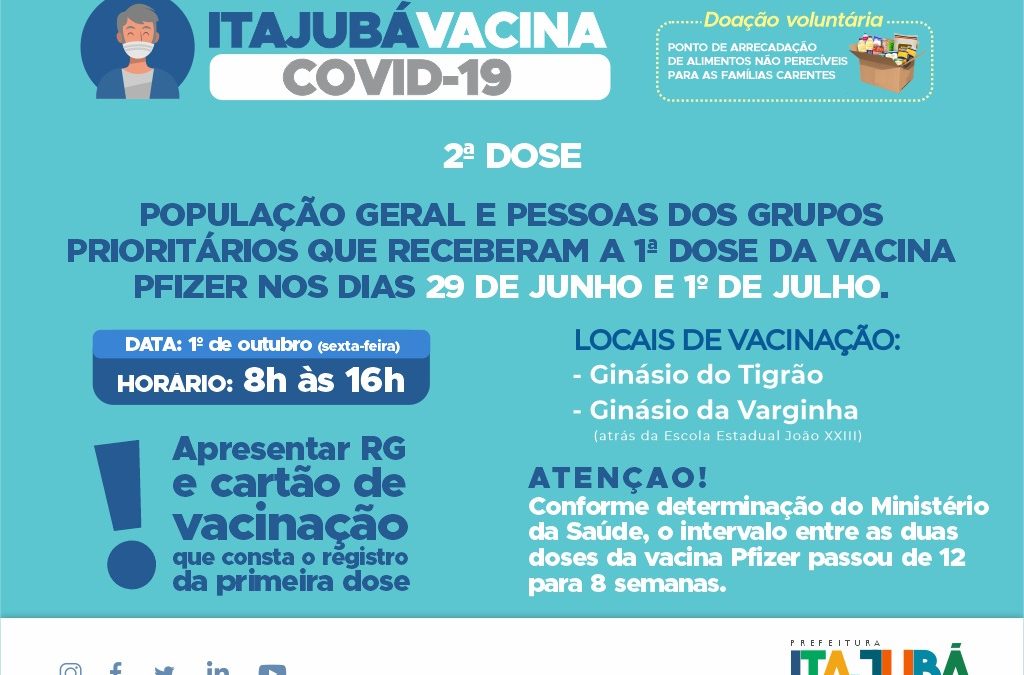 ITAJUBÁVACINA
COVID-19
Doação voluntária
PONTO DE ARRECADAÇÃO
DE ALIMENTOS NÃO PERECÍVEIS
PARA AS FAMÍLIAS CARENTES
2ª DOSE
POPULAÇÃO GERAL E PESSOAS DOS GRUPOS
PRIORITÁRIOS QUE RECEBERAM A 1ª DOSE DA VACINA
PFIZER NOS DIAS 29 DE JUNHO E 1º DE JULHO.
DATA: 1º de outubro (sexta-feira)
HORÁRIO: 8h às 16h
LOCAIS DE VACINAÇÃO:
- Ginásio do Tigrão
- Ginásio da Varginha
(atrás da Escola Estadual João XXIII)
! Apresentar RG
e cartão de
vacinação
que consta o registro
da primeira dose
ATENÇAO!
Conforme determinação do Ministério
da Saúde, o intervalo entre as duas
doses da vacina Pfizer passou de 12
para 8 semanas.
PREFEITURA
ITAJUBÁ